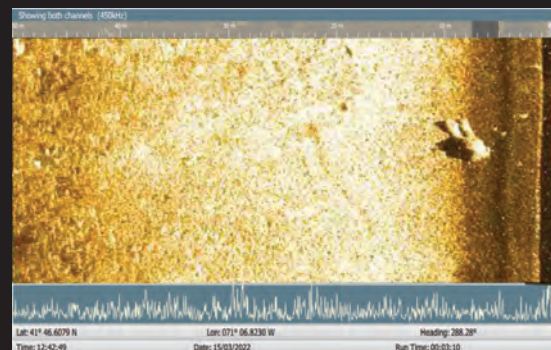 Showing both channels (450kHz)
Lat: 41° 46.6079 N Lon: 071° 06.8230 W Heading: 288.28°
Time: 12:42:49 Date: 15/03/2022 Run Time: 00:03:10